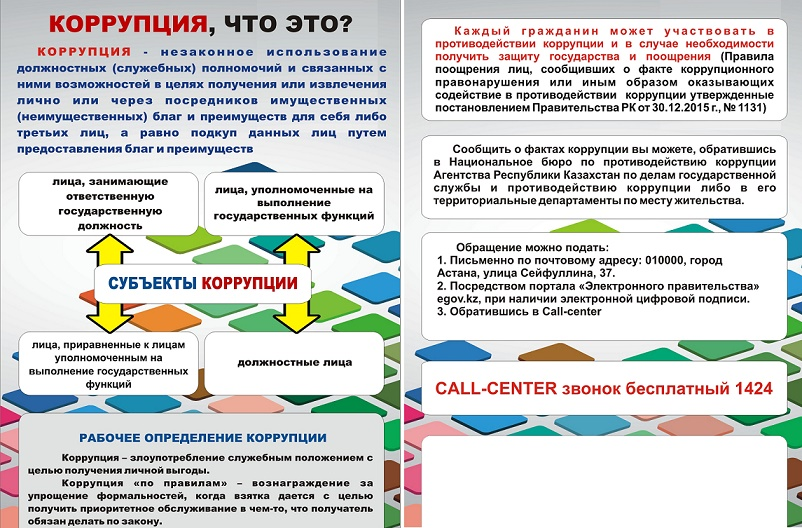 КОРРУПЦИЯ, ЧТО ЭТО?
КОРРУПЦИЯ - незаконное использование
должностных (служебных) полномочий и связанных с
ними возможностей в целях получения или извлечения
лично или через посредников имущественных
(неимущественных) благ и преимуществ для себя либо
третьих лиц, а равно подкуп данных лиц путем
предоставления благ и преимуществ
лица, занимающие
ответственную
государственную
должность
лица, уполномоченные на
выполнение
государственных функций
СУБЪЕКТЫ КОРРУПЦИИ
лица, приравненные к лицам
уполномоченным на
выполнение государственных
функций
должностные лица
РАБОЧЕЕ ОПРЕДЕЛЕНИЕ КОРРУПЦИИ
Коррупция – злоупотребление служебным положением с
целью получения личной выгоды.
Коррупция «по правилам» – вознаграждение за
упрощение формальностей, когда взятка дается с целью
получить приоритетное обслуживание в чем-то, что получатель
обязан делать по закону.
Каждый гражданин может участвовать в
противодействии коррупции и в случае необходимости
получить защиту государства и поощрения (Правила
поощрения лиц, сообщивших о факте коррупционного
правонарушения или иным образом оказывающих
содействие в противодействии коррупции утвержденные
постановлением Правительства РК от 30.12.2015 г., № 1131)
Сообщить о фактах коррупции вы можете, обратившись
в Национальное бюро по противодействию коррупции
Агентства Республики Казахстан по делам государственной
службы и противодействию коррупции либо в его
территориальные департаменты по месту жительства.
Обращение можно подать:
1. Письменно по почтовому адресу: 010000, город
Астана, улица Сейфуллина, 37.
2. Посредством портала «Электронного правительства»
egov.kz, при наличии электронной цифровой подписи.
3. Обратившись в Call-center
CALL-CENTER звонок бесплатный 1424